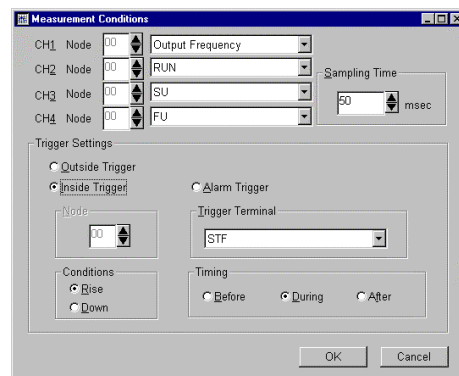 Measurement Conditions
CH1 Node 00 Output Frequency
CH2 Node 00 RUN
CH3 Node 00 SU
CH4 Node 00 FU
Sampling Time
50 msec
Trigger Settings
Outside Trigger
Inside Trigger
Alarm Trigger
Node
00
Trigger Terminal
STF
Conditions
Rise
Down
Timing
Before During After
OK Cancel